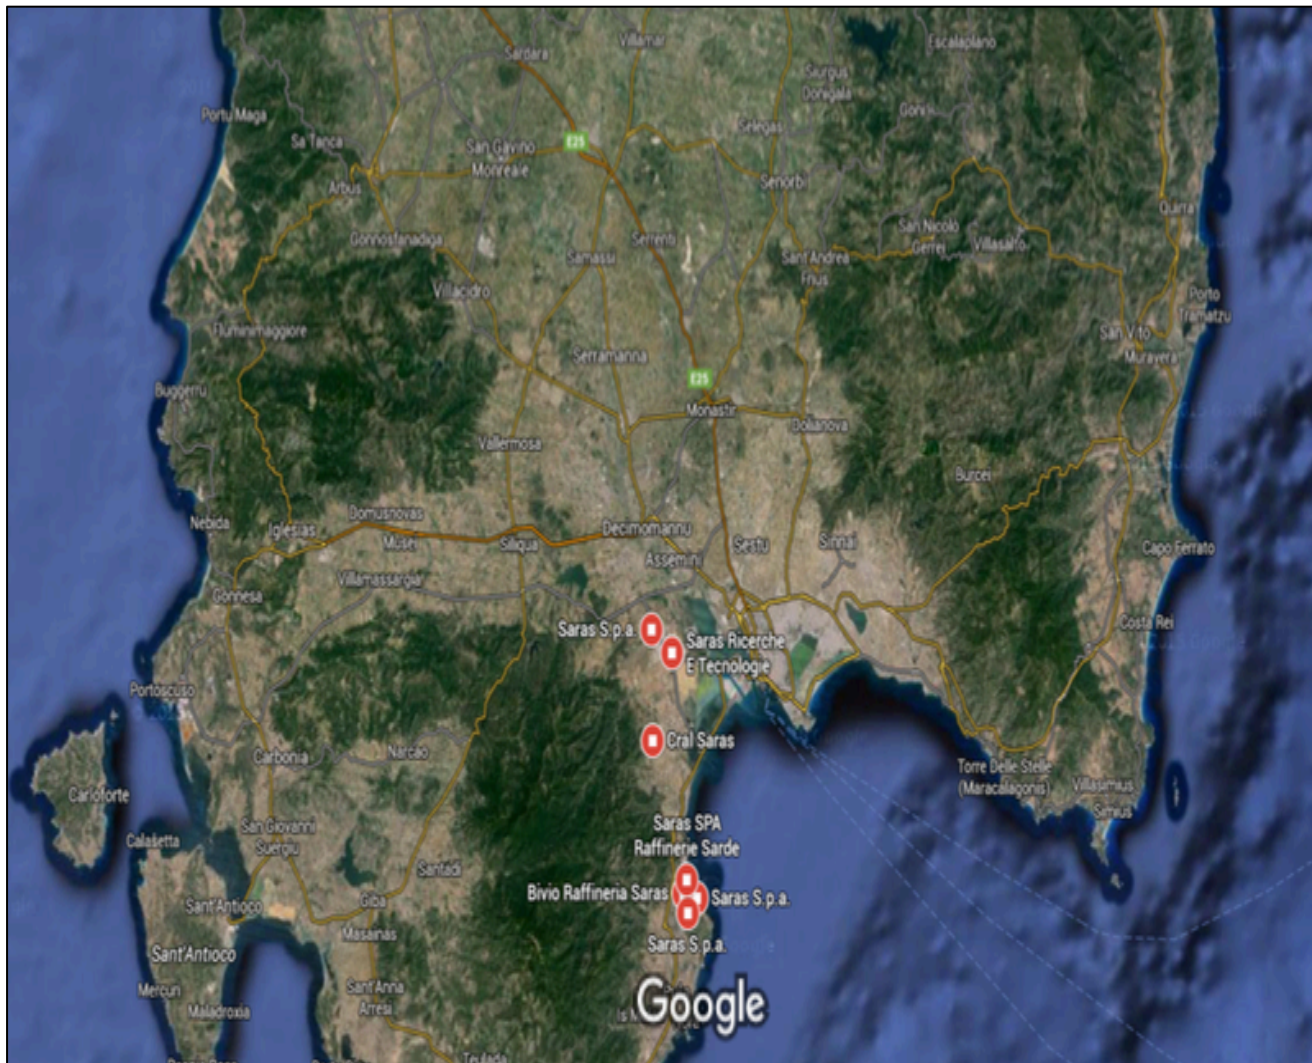 Sardara
Villamar
Escalaplano
Siurgus
Donigala
Portu Maga
Goni
Sa Tanca
E25
Selegas
San Gavino
Monreale
Arbus
Senorbì
Quirra
Gonnosfanadiga
Serrenti
San Nicolò
Gerrei
Villasalto
Samassi
Sant'Andrea
Frius
Villacidro
Porto
Tramatzu
Fluminimaggiore
San Vito
Muravera
Serramanna
E25
Buggerru
Monastir
Dolianova
Vallermosa
Burcei
Domusnovas
Nebida
Iglesias
Musei
Siliqua
Decimomannu
Sestu
Sinnai
Assemini
Capo Ferrato
Villamassargia
Gonnesa
Saras S.p.a.
Saras Ricerche
E Tecnologie
Costa Rei
Portoscuso
Cral Saras
Carbonia
Narcao
Torre Delle Stelle
(Maracalagonis)
Villasimius
Simius
Carloforte
San Giovanni
Suergiu
Calasetta
Saras SPA
Raffinerie Sarde
Santadi
Bivio Raffineria Saras
Saras S.p.a.
Sant'Antioco
Giba
Masainas
Saras S.p.a.
Sant'Antioco
Mercuri
Sant'Anna
Arresi
Maladroxia
Google
Teulada